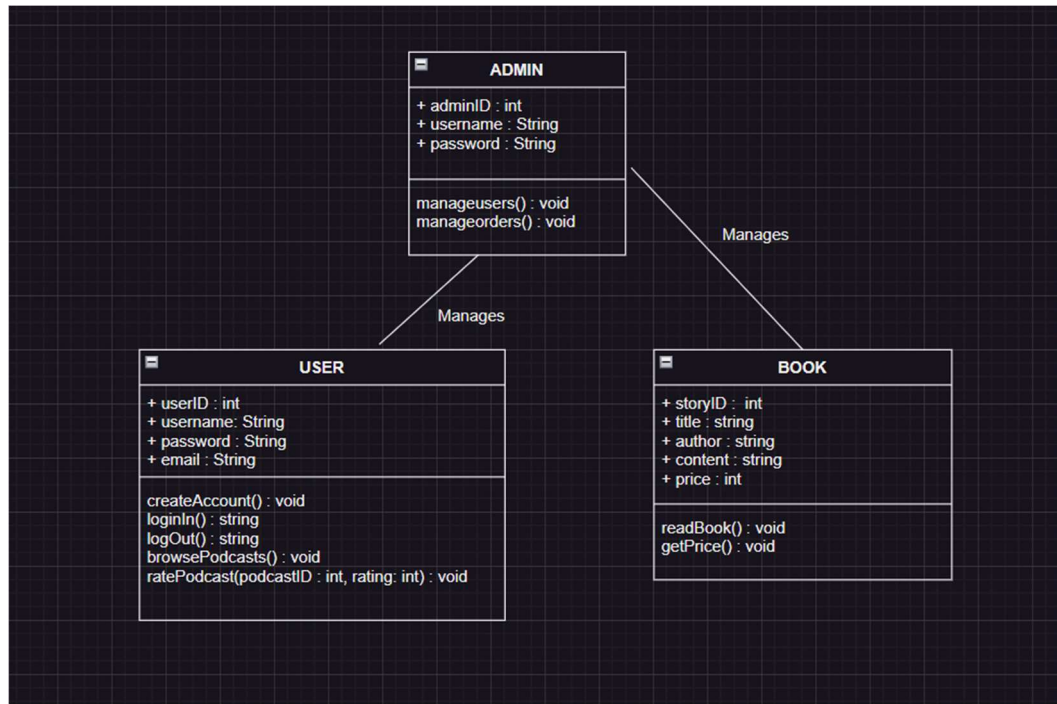 ADMIN
+ adminID : int
+ username : String
+ password : String
manageusers() : void
manageorders() : void
Manages
Manages
USER
+ userID : int
+ username: String
+ password : String
+ email : String
createAccount() : void
loginIn() : string
logOut() : string
browsePodcasts() : void
ratePodcast(podcastID : int, rating: int) : void
BOOK
+ storyID :  int
+ title : string
+ author : string
+ content : string
+ price : int
readBook() : void
getPrice() : void